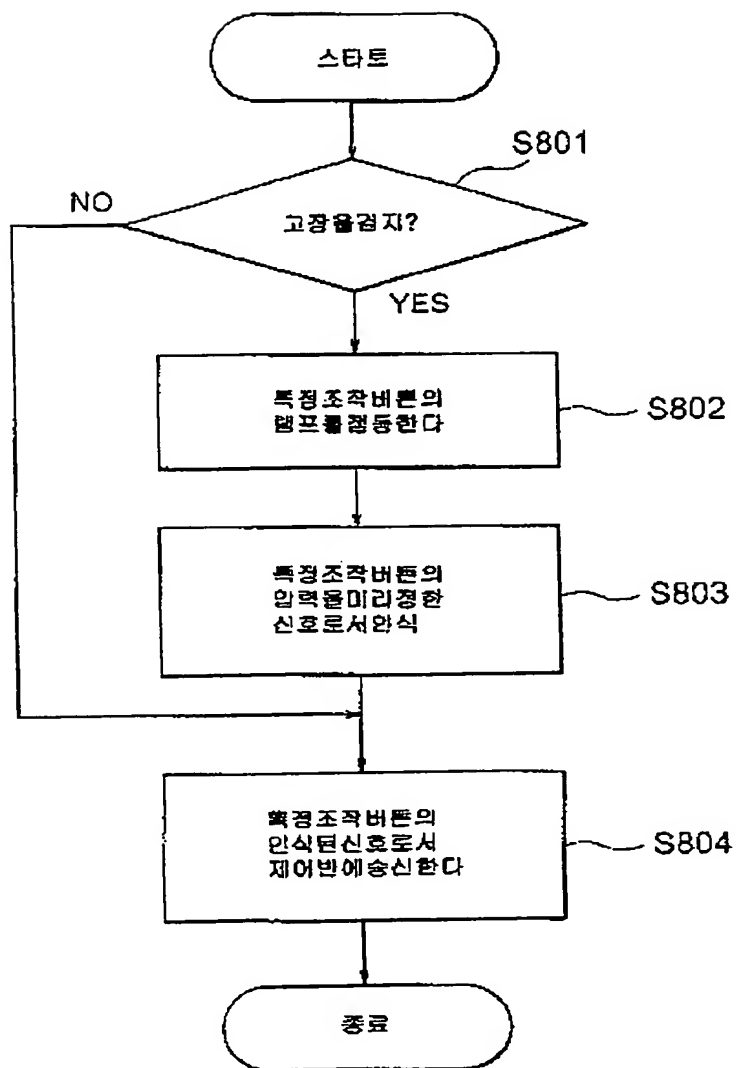 스타트
S801
NO
고장을검지?
YES
특정조작버튼의
램프를점등한다
S802
특정조작버튼의
입력을미리정한
신호로서인식
S803
특정조작버튼의
인식된신호로서
제어반에송신한다
S804
종료